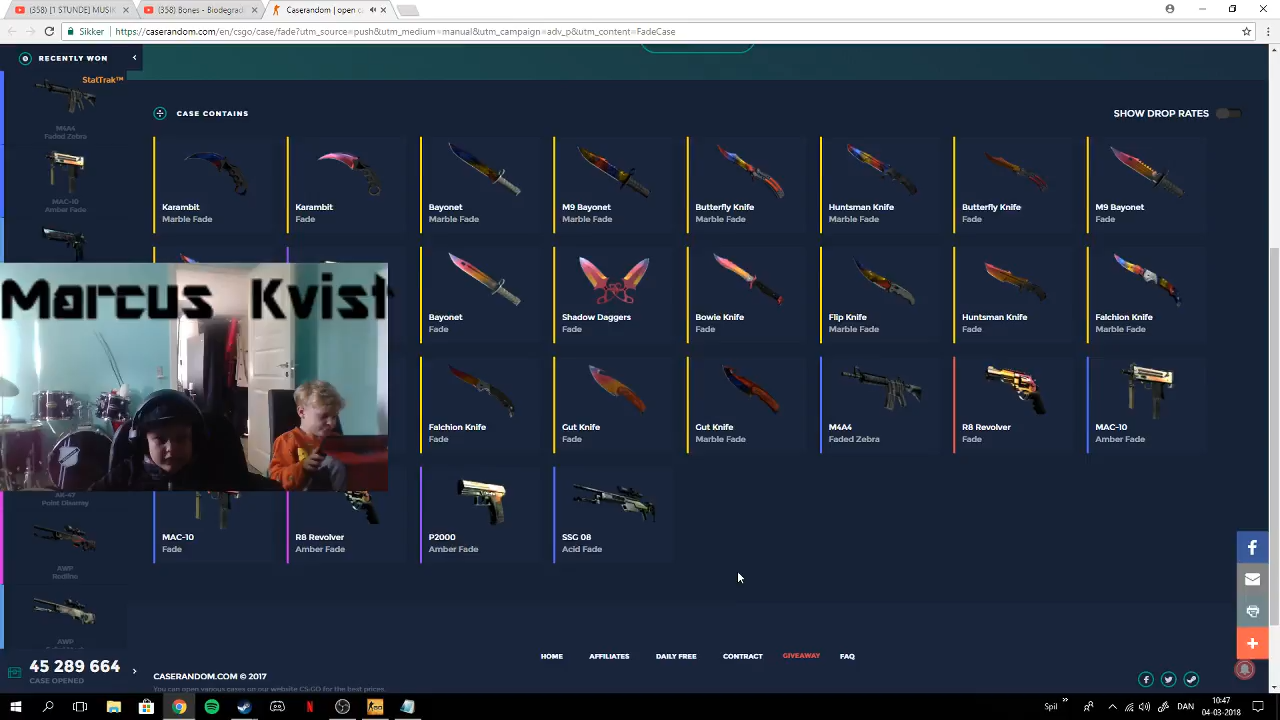 (358) [1 STUNDE] MUSIK
(358) Bones - Biodegrad
Caserandom | open c
Sikker
https://caserandom.com/en/csgo/case/fade?utm_source=push&utm_medium=manual&utm_campaign=adv_p&utm_content=FadeCase
RECENTLY WON
StatTrak™
M4A4
Faded Zebra
MAC-10
Amber Fade
CASE CONTAINS
SHOW DROP RATES
Karambit
Marble Fade
Karambit
Fade
Bayonet
Marble Fade
M9 Bayonet
Marble Fade
Butterfly Knife
Marble Fade
Huntsman Knife
Marble Fade
Butterfly Knife
Fade
M9 Bayonet
Fade
Marcus Kvist
Bayonet
Fade
Shadow Daggers
Fade
Bowie Knife
Fade
Flip Knife
Marble Fade
Huntsman Knife
Fade
Falchion Knife
Marble Fade
Falchion Knife
Fade
Gut Knife
Fade
Gut Knife
Marble Fade
M4A4
Faded Zebra
R8 Revolver
Fade
MAC-10
Amber Fade
AK-47
Point Disarray
MAC-10
Fade
R8 Revolver
Amber Fade
P2000
Amber Fade
SSG 08
Acid Fade
AWP
Redline
AWP
45 289 664
CASE OPENED
HOME
AFFILIATES
DAILY FREE
CONTRACT
GIVEAWAY
FAQ
CASERANDOM.COM © 2017
You can open various cases on our website CS:GO for the best prices.
Spil
DAN
10:47
04-03-2018